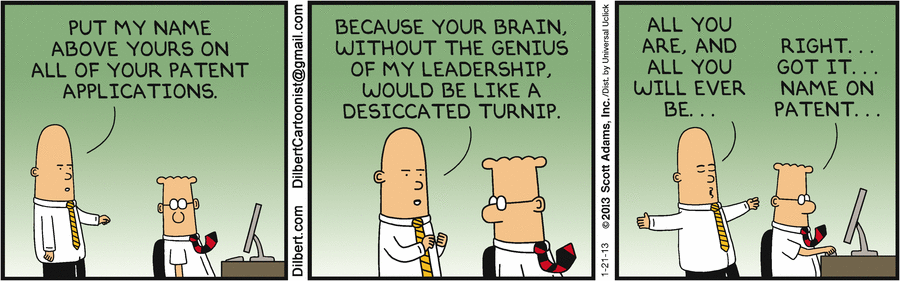 PUT MY NAME
ABOVE YOURS ON
ALL OF YOUR PATENT
APPLICATIONS.
Dilbert.com DilbertCartoonist@gmail.com
BECAUSE YOUR BRAIN,
WITHOUT THE GENIUS
OF MY LEADERSHIP,
WOULD BE LIKE A
DESICCATED TURNIP.
1-21-13 ©2013 Scott Adams, Inc./Dist. by Universal Uclick
ALL YOU
ARE, AND
ALL YOU
WILL EVER
BE...
RIGHT...
GOT IT...
NAME ON
PATENT...